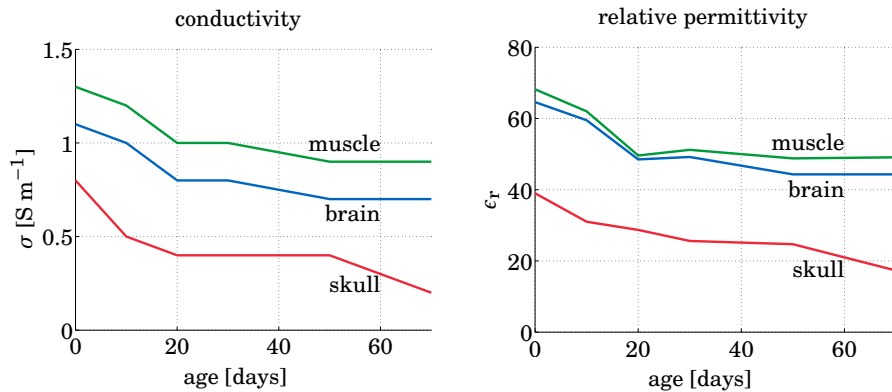 conductivity
1.5
1
0.5
0
0
20
40
60
σ [S m⁻¹]
age [days]
muscle
brain
skull
relative permittivity
80
60
40
20
0
0
20
40
60
ϵr
age [days]
muscle
brain
skull